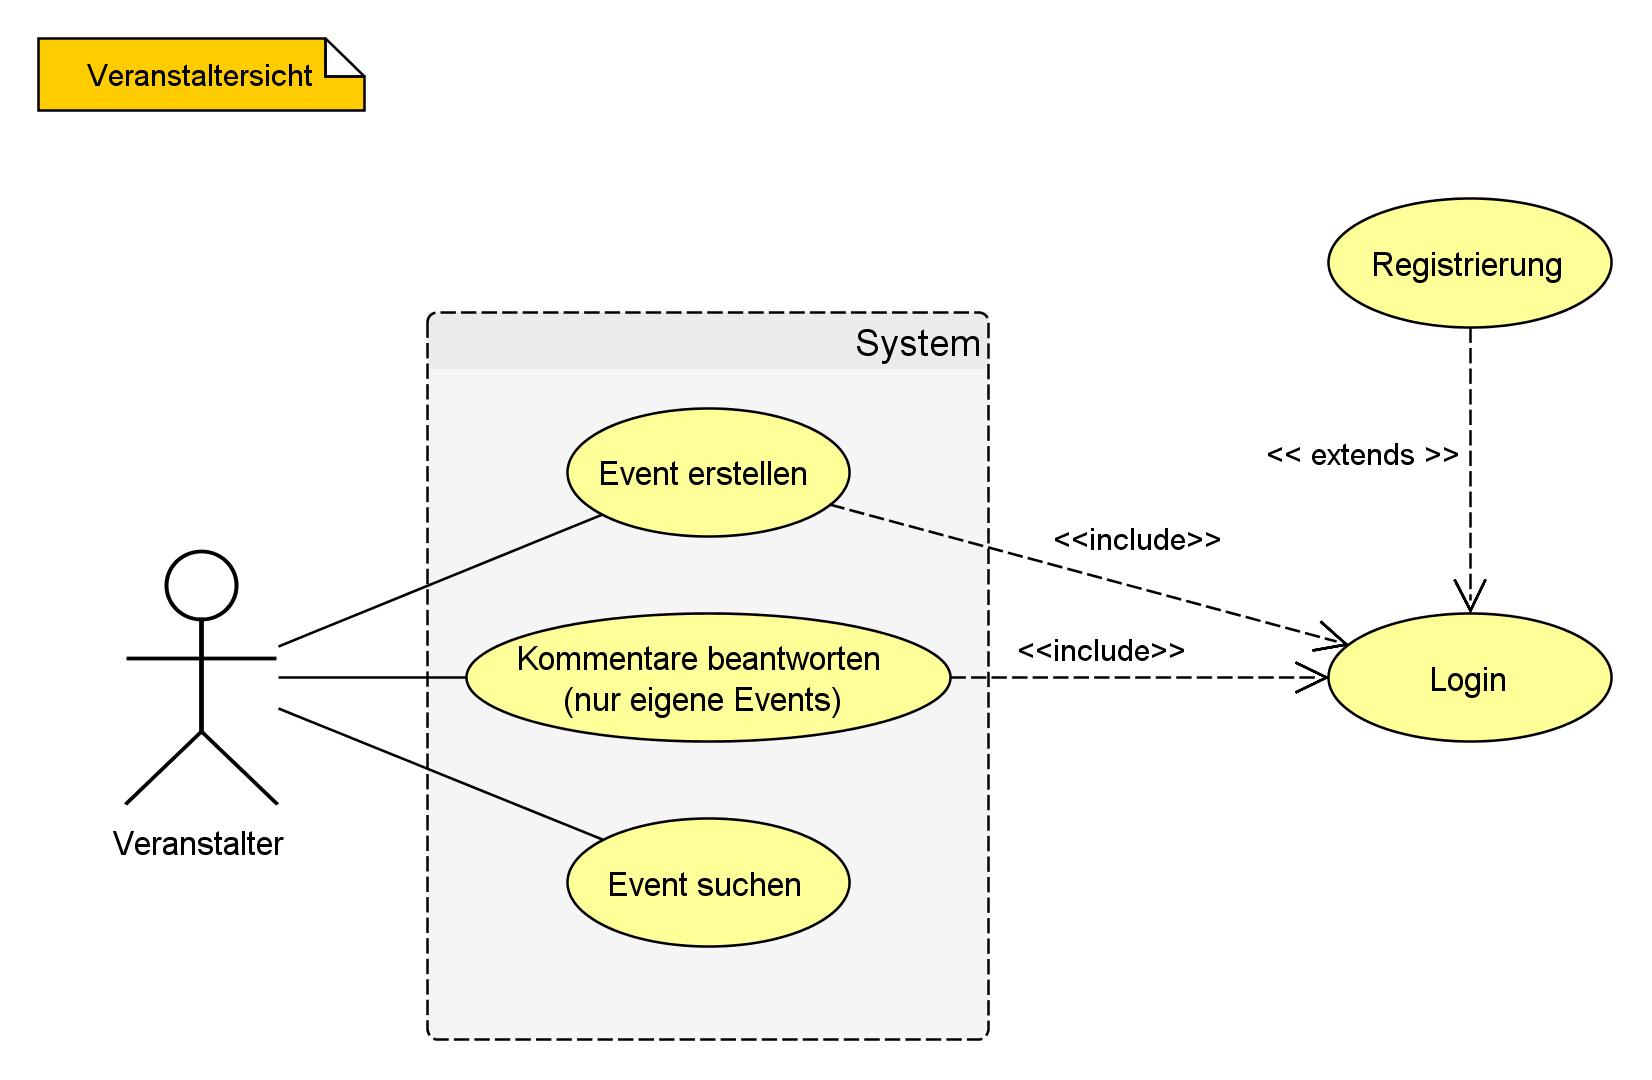 Veranstaltersicht
Registrierung
System
<< extends >>
Event erstellen
<<include>>
Kommentare beantworten
(nur eigene Events)
<<include>>
Login
Veranstalter
Event suchen